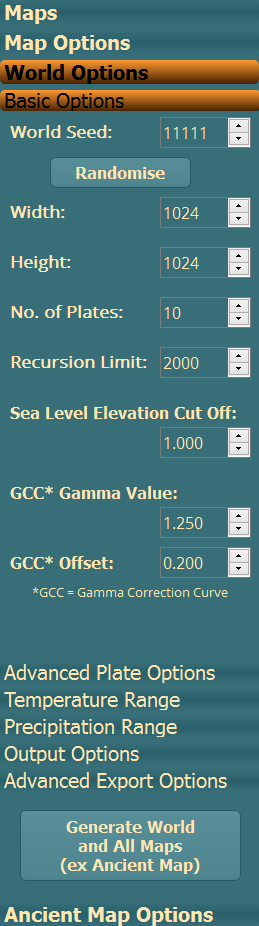 Maps
Map Options
World Options
Basic Options
World Seed: 11111
Randomise
Width: 1024
Height: 1024
No. of Plates: 10
Recursion Limit: 2000
Sea Level Elevation Cut Off:
1.000
GCC* Gamma Value:
1.250
GCC* Offset: 0.200
*GCC = Gamma Correction Curve
Advanced Plate Options
Temperature Range
Precipitation Range
Output Options
Advanced Export Options
Generate World
and All Maps
(ex Ancient Map)
Ancient Map Options